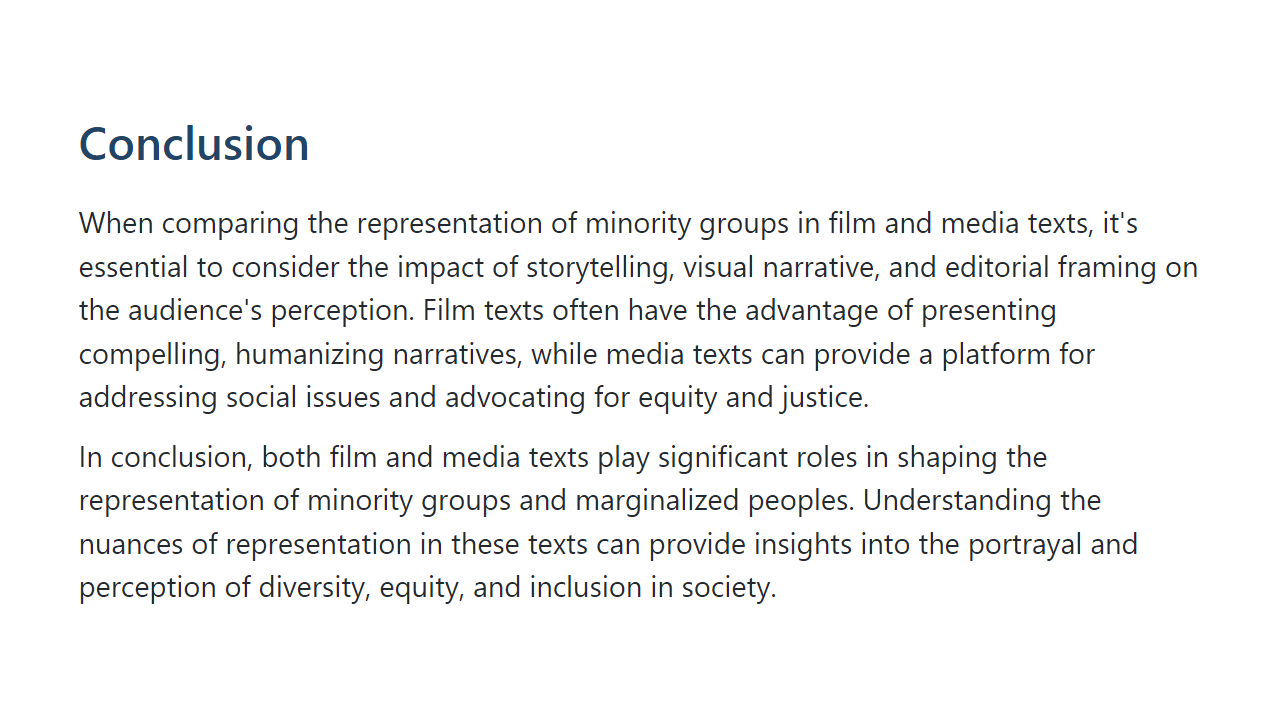 Conclusion
When comparing the representation of minority groups in film and media texts, it's
essential to consider the impact of storytelling, visual narrative, and editorial framing on
the audience's perception. Film texts often have the advantage of presenting
compelling, humanizing narratives, while media texts can provide a platform for
addressing social issues and advocating for equity and justice.
In conclusion, both film and media texts play significant roles in shaping the
representation of minority groups and marginalized peoples. Understanding the
nuances of representation in these texts can provide insights into the portrayal and
perception of diversity, equity, and inclusion in society.